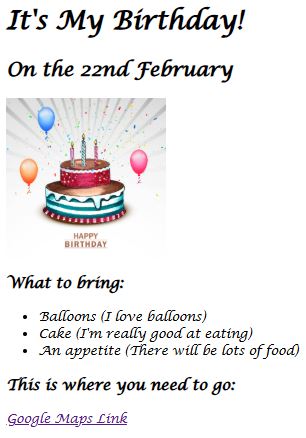 It's My Birthday!
On the 22nd February
HAPPY
BIRTHDAY
What to bring:
• Balloons (I love balloons)
• Cake (I'm really good at eating)
• An appetite (There will be lots of food)
This is where you need to go:
Google Maps Link